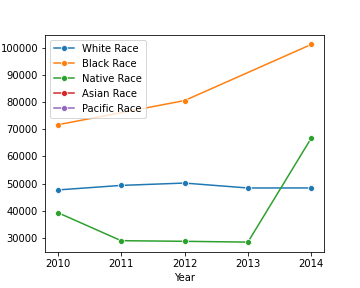 White Race
Black Race
Native Race
Asian Race
Pacific Race
100000
90000
80000
70000
60000
50000
40000
30000
2010 2011 2012 2013 2014
Year